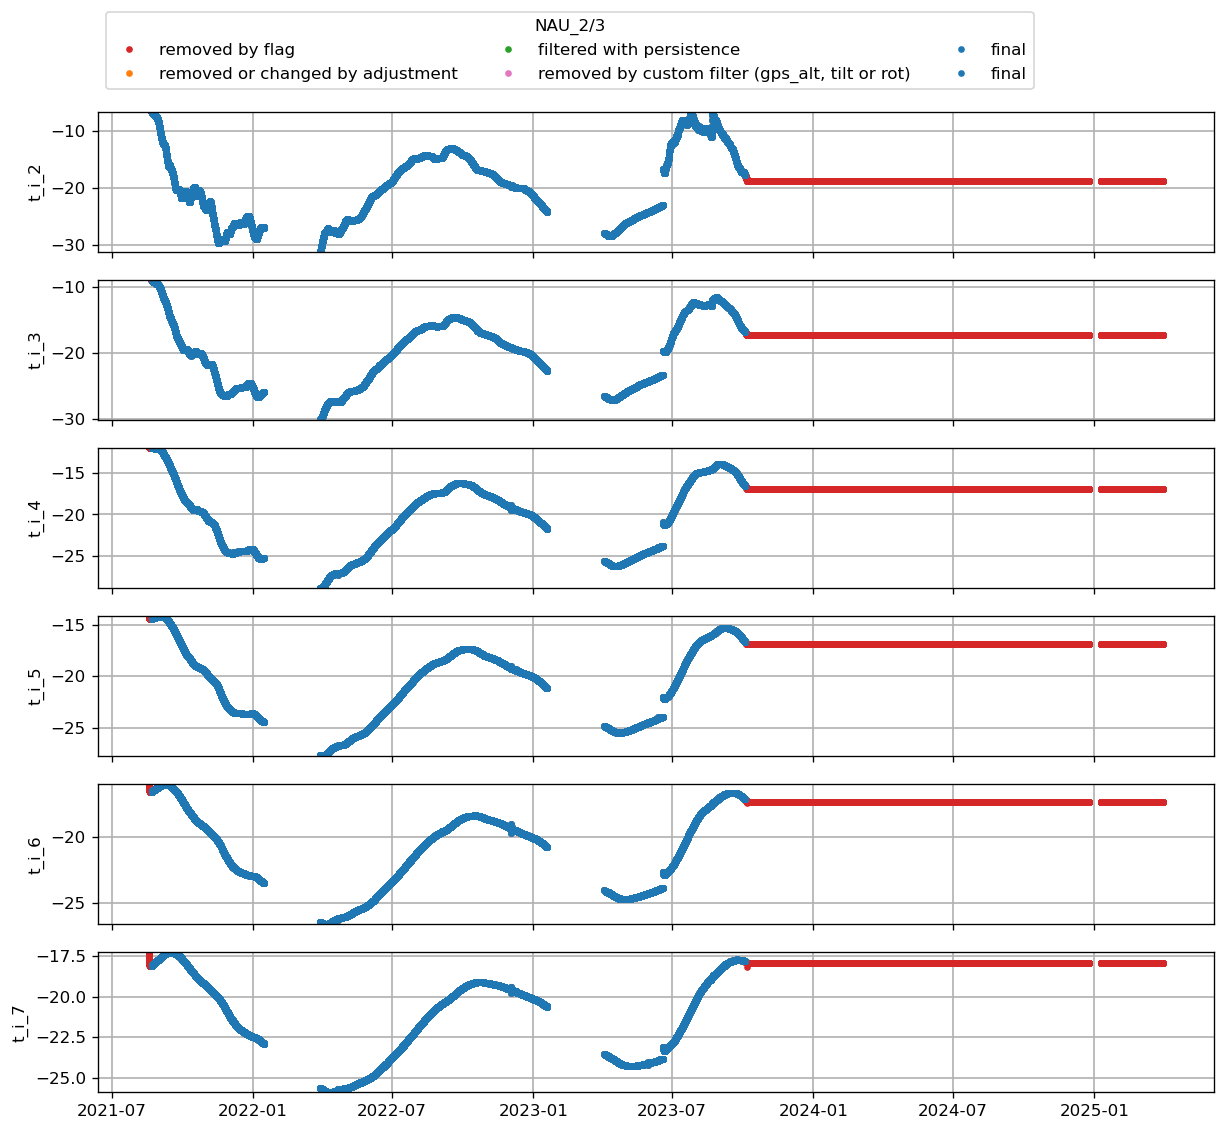 NAU_2/3
removed by flag filtered with persistence final
removed or changed by adjustment removed by custom filter (gps_alt, tilt or rot) final
−10
−20
−30
t_i_2
−10
−20
−30
t_i_3
−15
−20
−25
t_i_4
−15
−20
−25
t_i_5
−20
−25
t_i_6
−17.5
−20.0
−22.5
−25.0
t_i_7
2021-07 2022-01 2022-07 2023-01 2023-07 2024-01 2024-07 2025-01